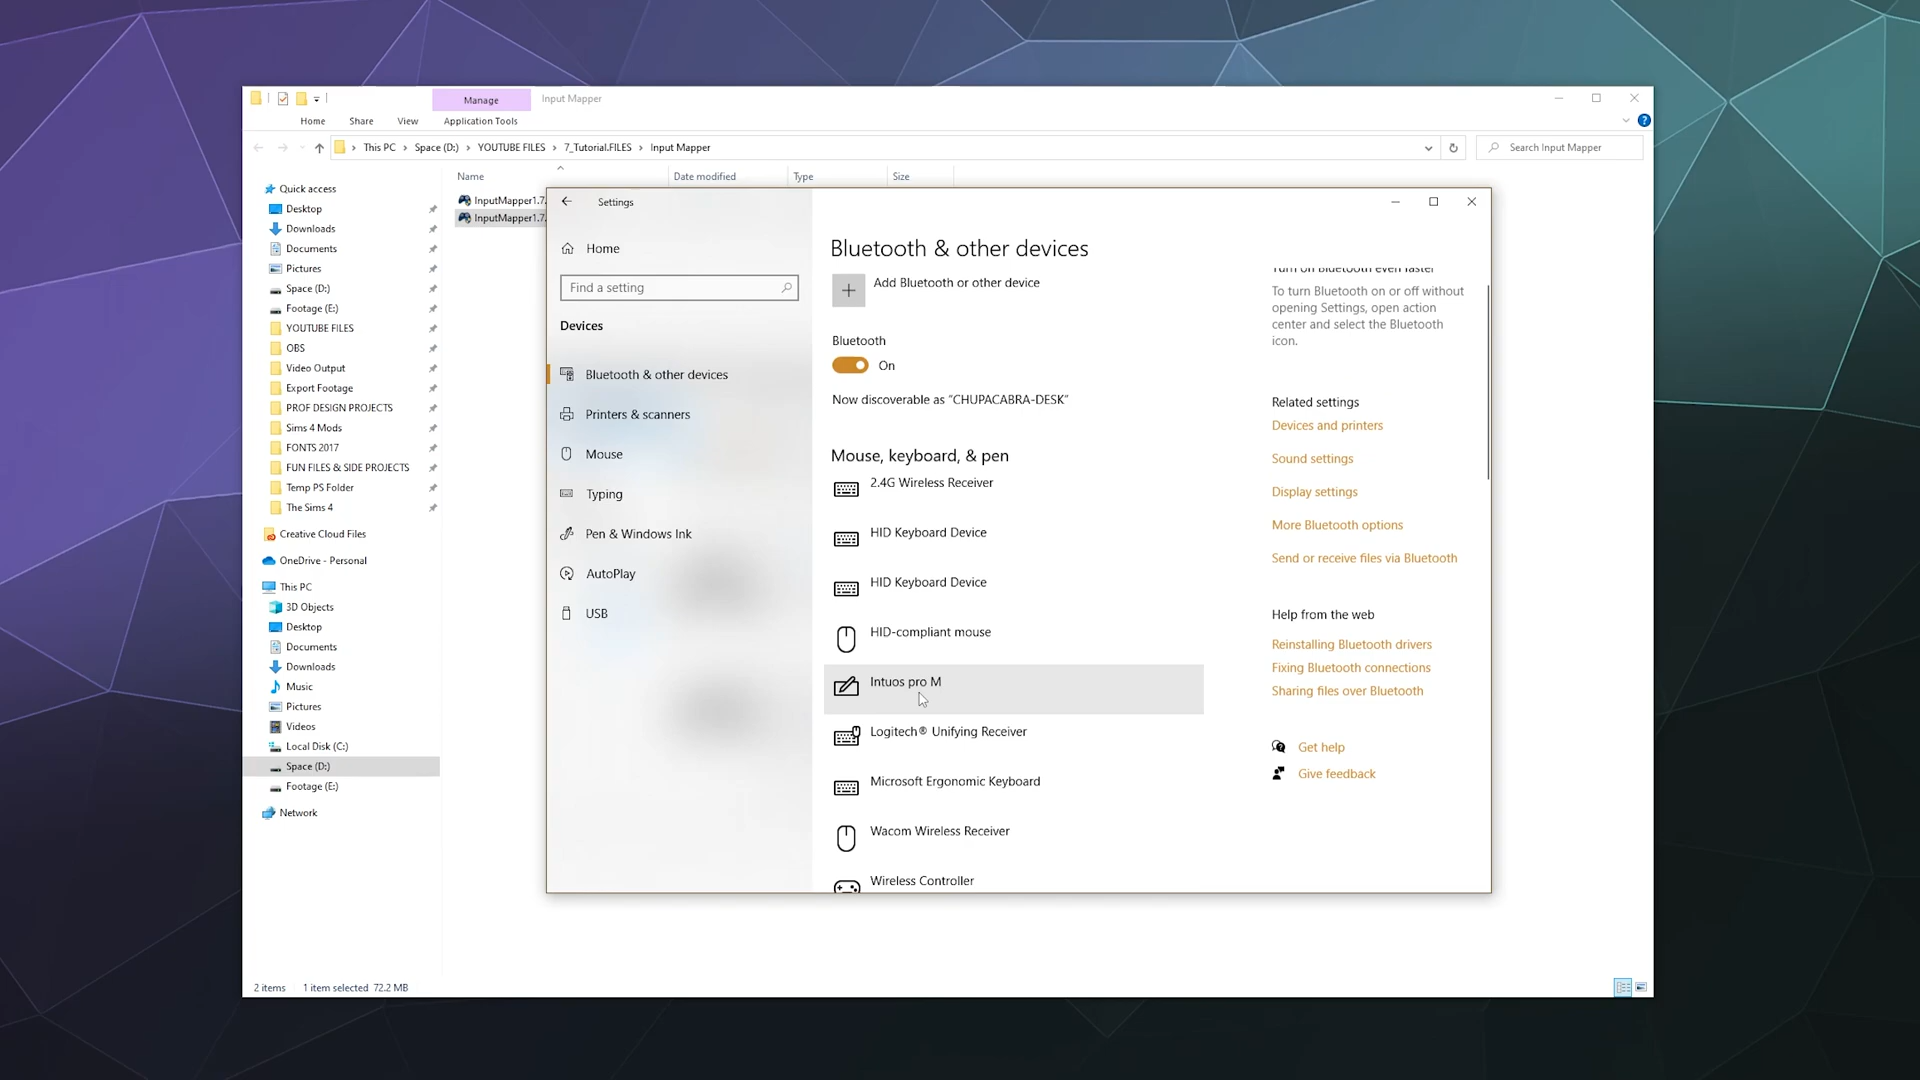 Manage
Input Mapper
Home
Share
View
Application Tools
This PC
Space (D:)
YOUTUBE FILES
7_Tutorial.FILES
Input Mapper
Search Input Mapper
Name
Date modified
Type
Size
InputMapper1.7.
InputMapper1.7.
Quick access
Desktop
Downloads
Documents
Pictures
Space (D:)
Footage (E:)
YOUTUBE FILES
OBS
Video Output
Export Footage
PROF DESIGN PROJECTS
Sims 4 Mods
FONTS 2017
FUN FILES & SIDE PROJECTS
Temp PS Folder
The Sims 4
Creative Cloud Files
OneDrive - Personal
This PC
3D Objects
Desktop
Documents
Downloads
Music
Pictures
Videos
Local Disk (C:)
Space (D:)
Footage (E:)
Network
2 items
1 item selected 72.2 MB
Settings
Home
Find a setting
Devices
Bluetooth & other devices
Printers & scanners
Mouse
Typing
Pen & Windows Ink
AutoPlay
USB
Bluetooth & other devices
Add Bluetooth or other device
Bluetooth
On
Now discoverable as “CHUPACABRA-DESK”
Mouse, keyboard, & pen
2.4G Wireless Receiver
HID Keyboard Device
HID Keyboard Device
HID-compliant mouse
Intuos pro M
Logitech® Unifying Receiver
Microsoft Ergonomic Keyboard
Wacom Wireless Receiver
Wireless Controller
Turn on Bluetooth even faster
To turn Bluetooth on or off without
opening Settings, open action
center and select the Bluetooth
icon.
Related settings
Devices and printers
Sound settings
Display settings
More Bluetooth options
Send or receive files via Bluetooth
Help from the web
Reinstalling Bluetooth drivers
Fixing Bluetooth connections
Sharing files over Bluetooth
Get help
Give feedback